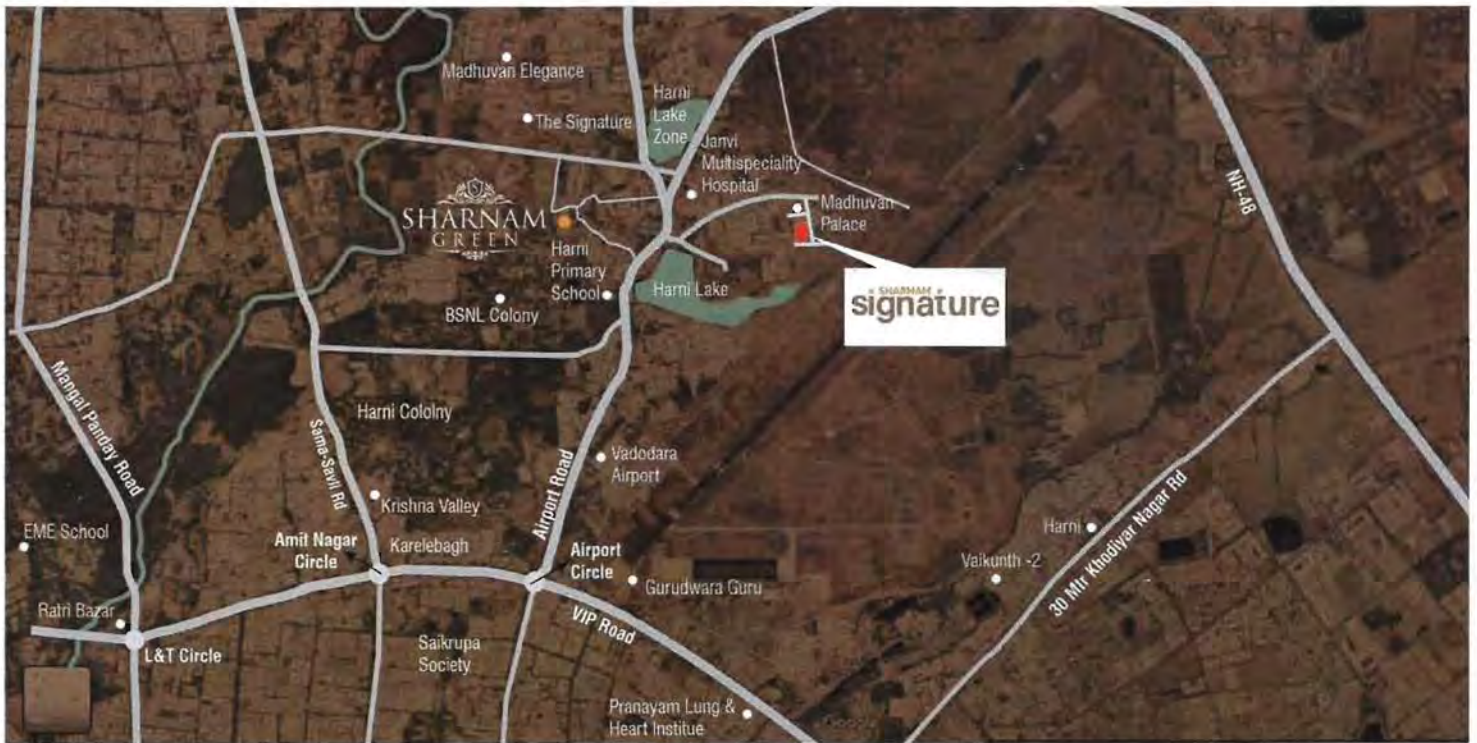 Madhuvan Elegance
The Signature
Harni
Lake
Zone
Janvi
Multispeciality
Hospital
S
SHARNAM
GREEN
Madhuvan
Palace
NH-48
Harni
Primary
School
BSNL Colony
Harni Lake
SHARNAM
signature
Mangal Panday Road
Harni Cololny
Sama-Savli Rd
Airport Road
Vadodara
Airport
Krishna Valley
EME School
Amit Nagar
Circle
Karelebagh
Airport
Circle
Gurudwara Guru
Harni
Vaikunth -2
30 Mtr Khodiyar Nagar Rd
Ratri Bazar
L&T Circle
Saikrupa
Society
VIP Road
Pranayam Lung &
Heart Institue
Google